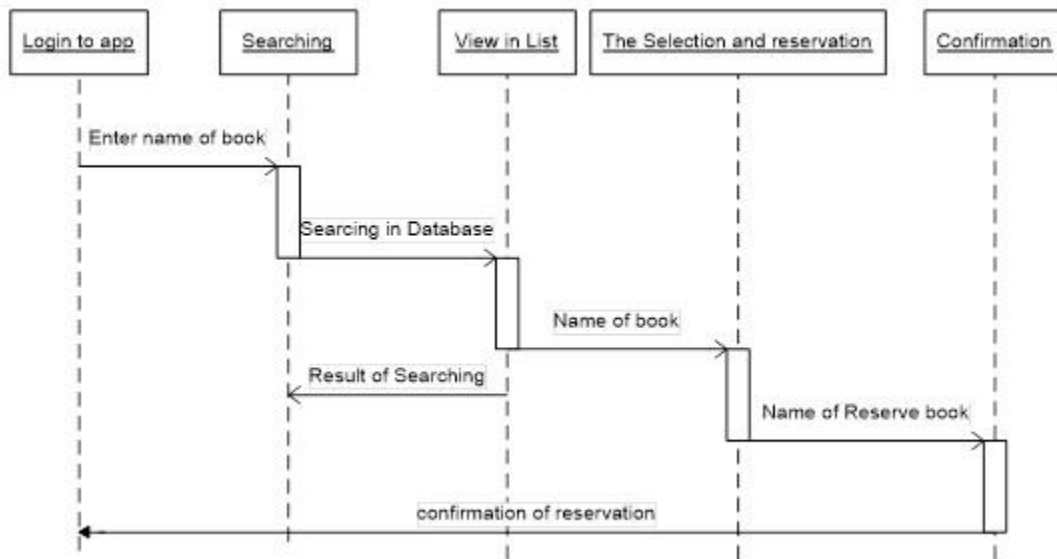 Login to app
Searching
View in List
The Selection and reservation
Confirmation
Enter name of book
Searcing in Database
Name of book
Result of Searching
Name of Reserve book
confirmation of reservation